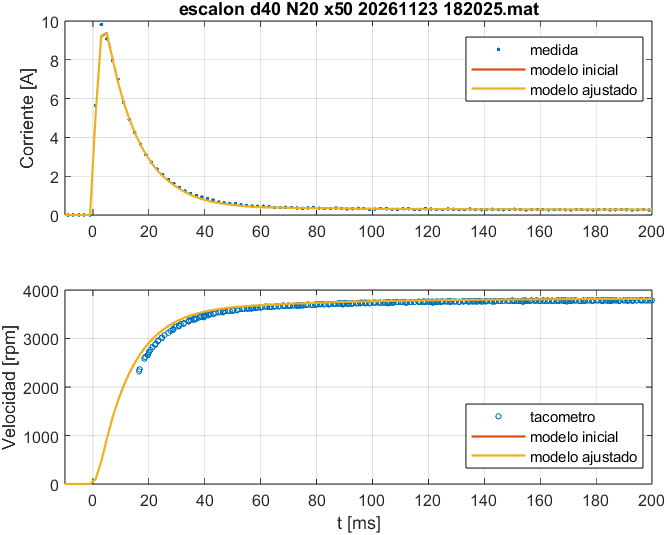 escalon d40 N20 x50 20261123 182025.mat
Corriente [A]
10
8
6
4
2
0
medida
modelo inicial
modelo ajustado
0 20 40 60 80 100 120 140 160 180 200
Velocidad [rpm]
4000
3000
2000
1000
0
tacometro
modelo inicial
modelo ajustado
0 20 40 60 80 100 120 140 160 180 200
t [ms]